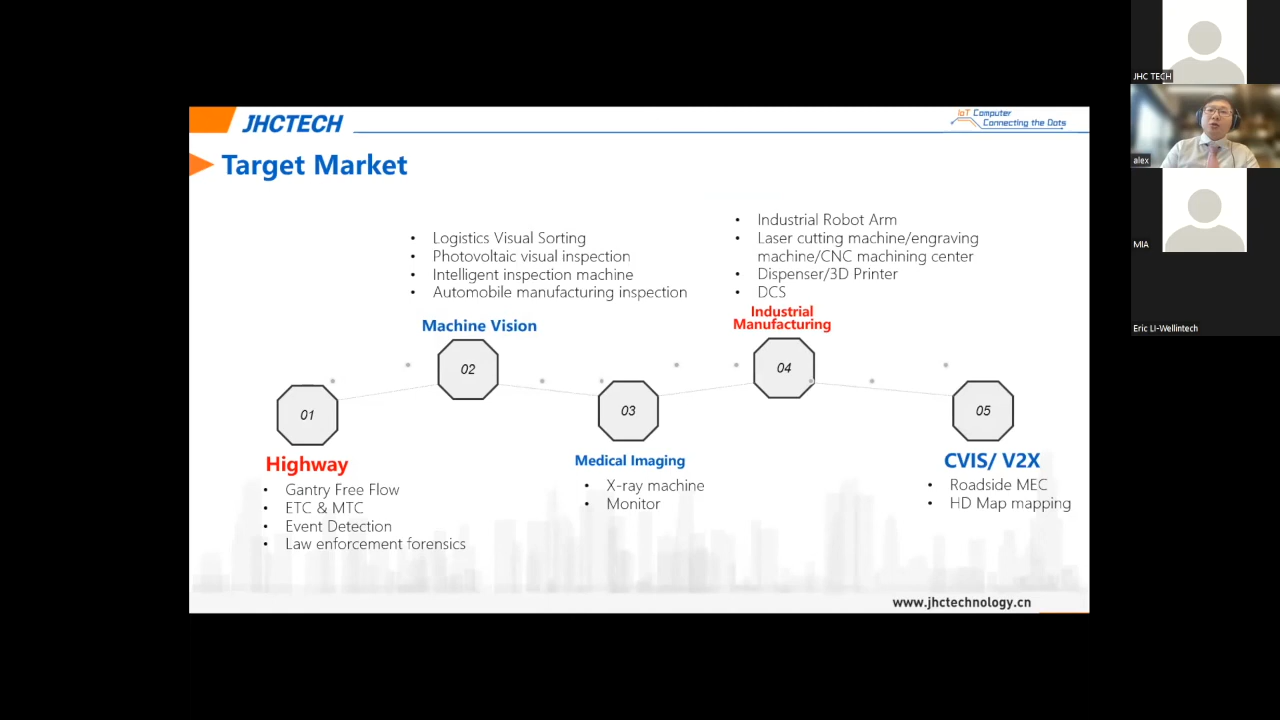 JHCTECH
IoT Computer
Connecting the Dots
Target Market
Logistics Visual Sorting
Photovoltaic visual inspection
Intelligent inspection machine
Automobile manufacturing inspection
Machine Vision
02
Industrial Robot Arm
Laser cutting machine/engraving
machine/CNC machining center
Dispenser/3D Printer
DCS
Industrial
Manufacturing
04
01
Highway
Gantry Free Flow
ETC & MTC
Event Detection
Law enforcement forensics
03
Medical Imaging
X-ray machine
Monitor
05
CVIS/ V2X
Roadside MEC
HD Map mapping
www.jhctechnology.cn
JHC TECH
alex
MIA
Eric LI-Wellintech